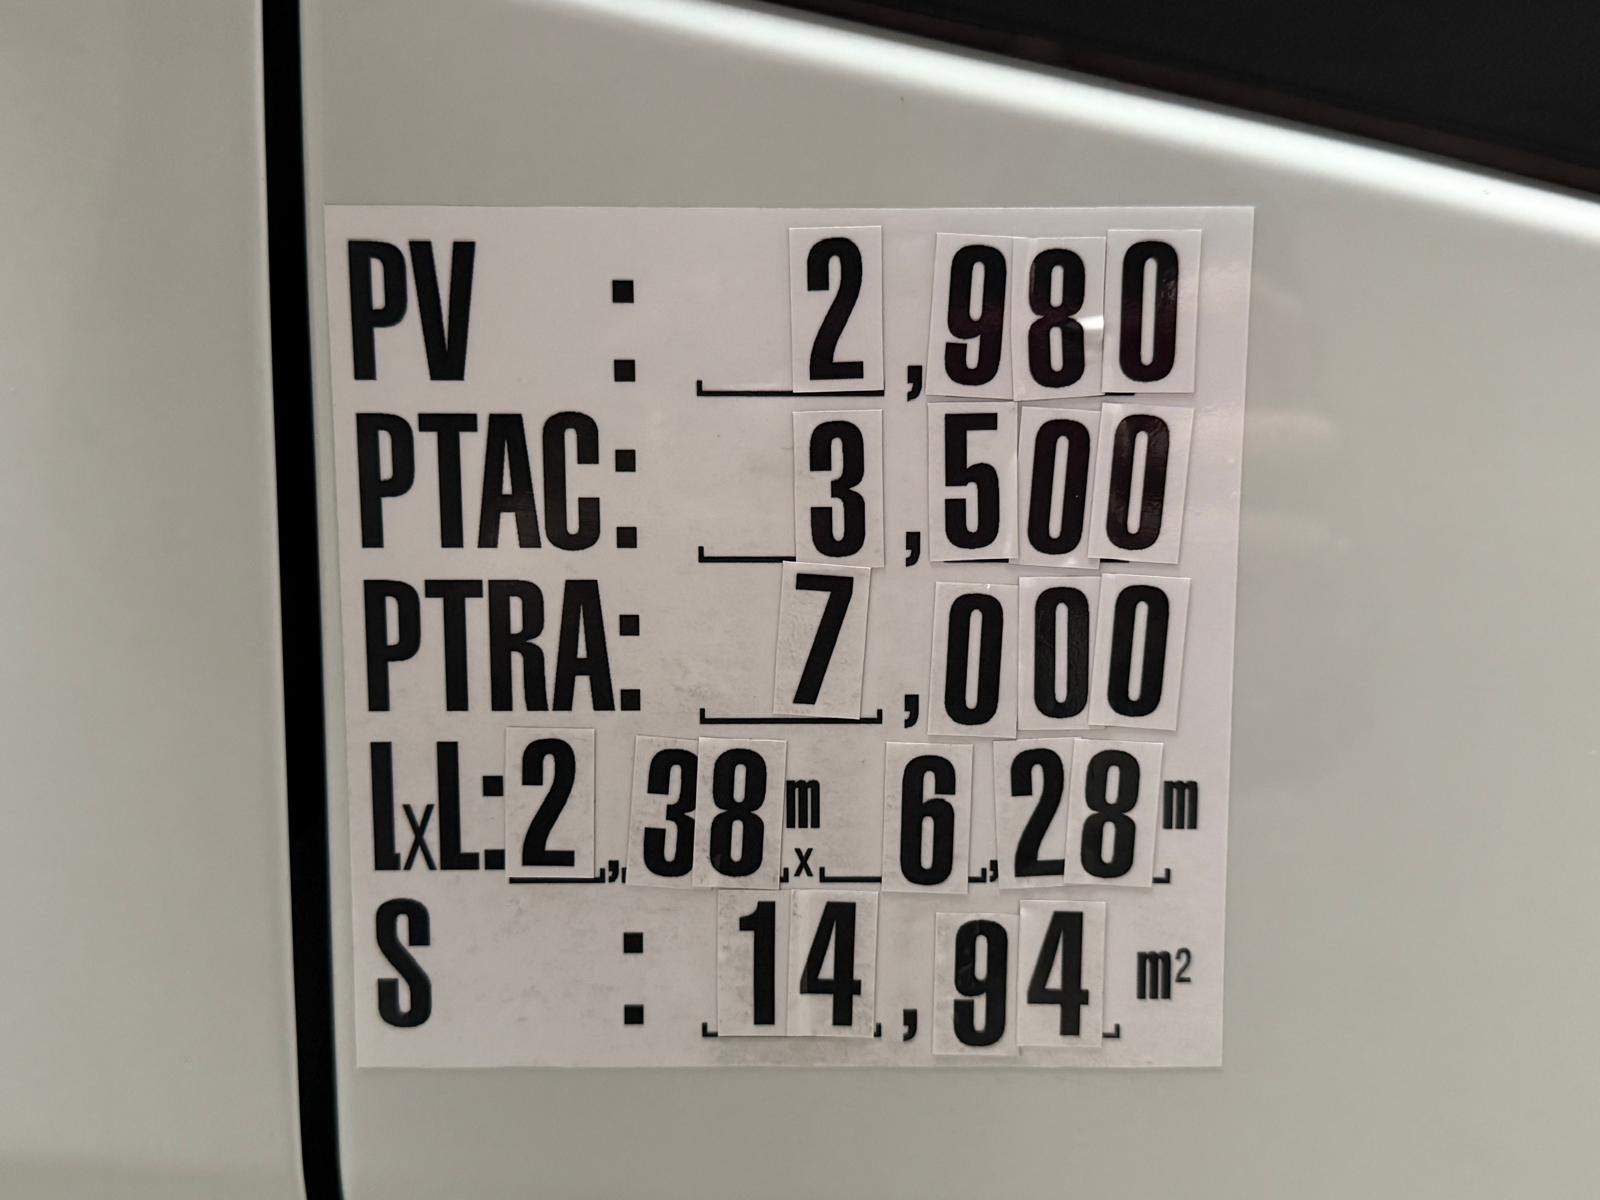 PV : 2,980
PTAC: 3,500
PTRA: 7,000
LxL: 2,38 m x 6,28 m
S : 14,94 m²